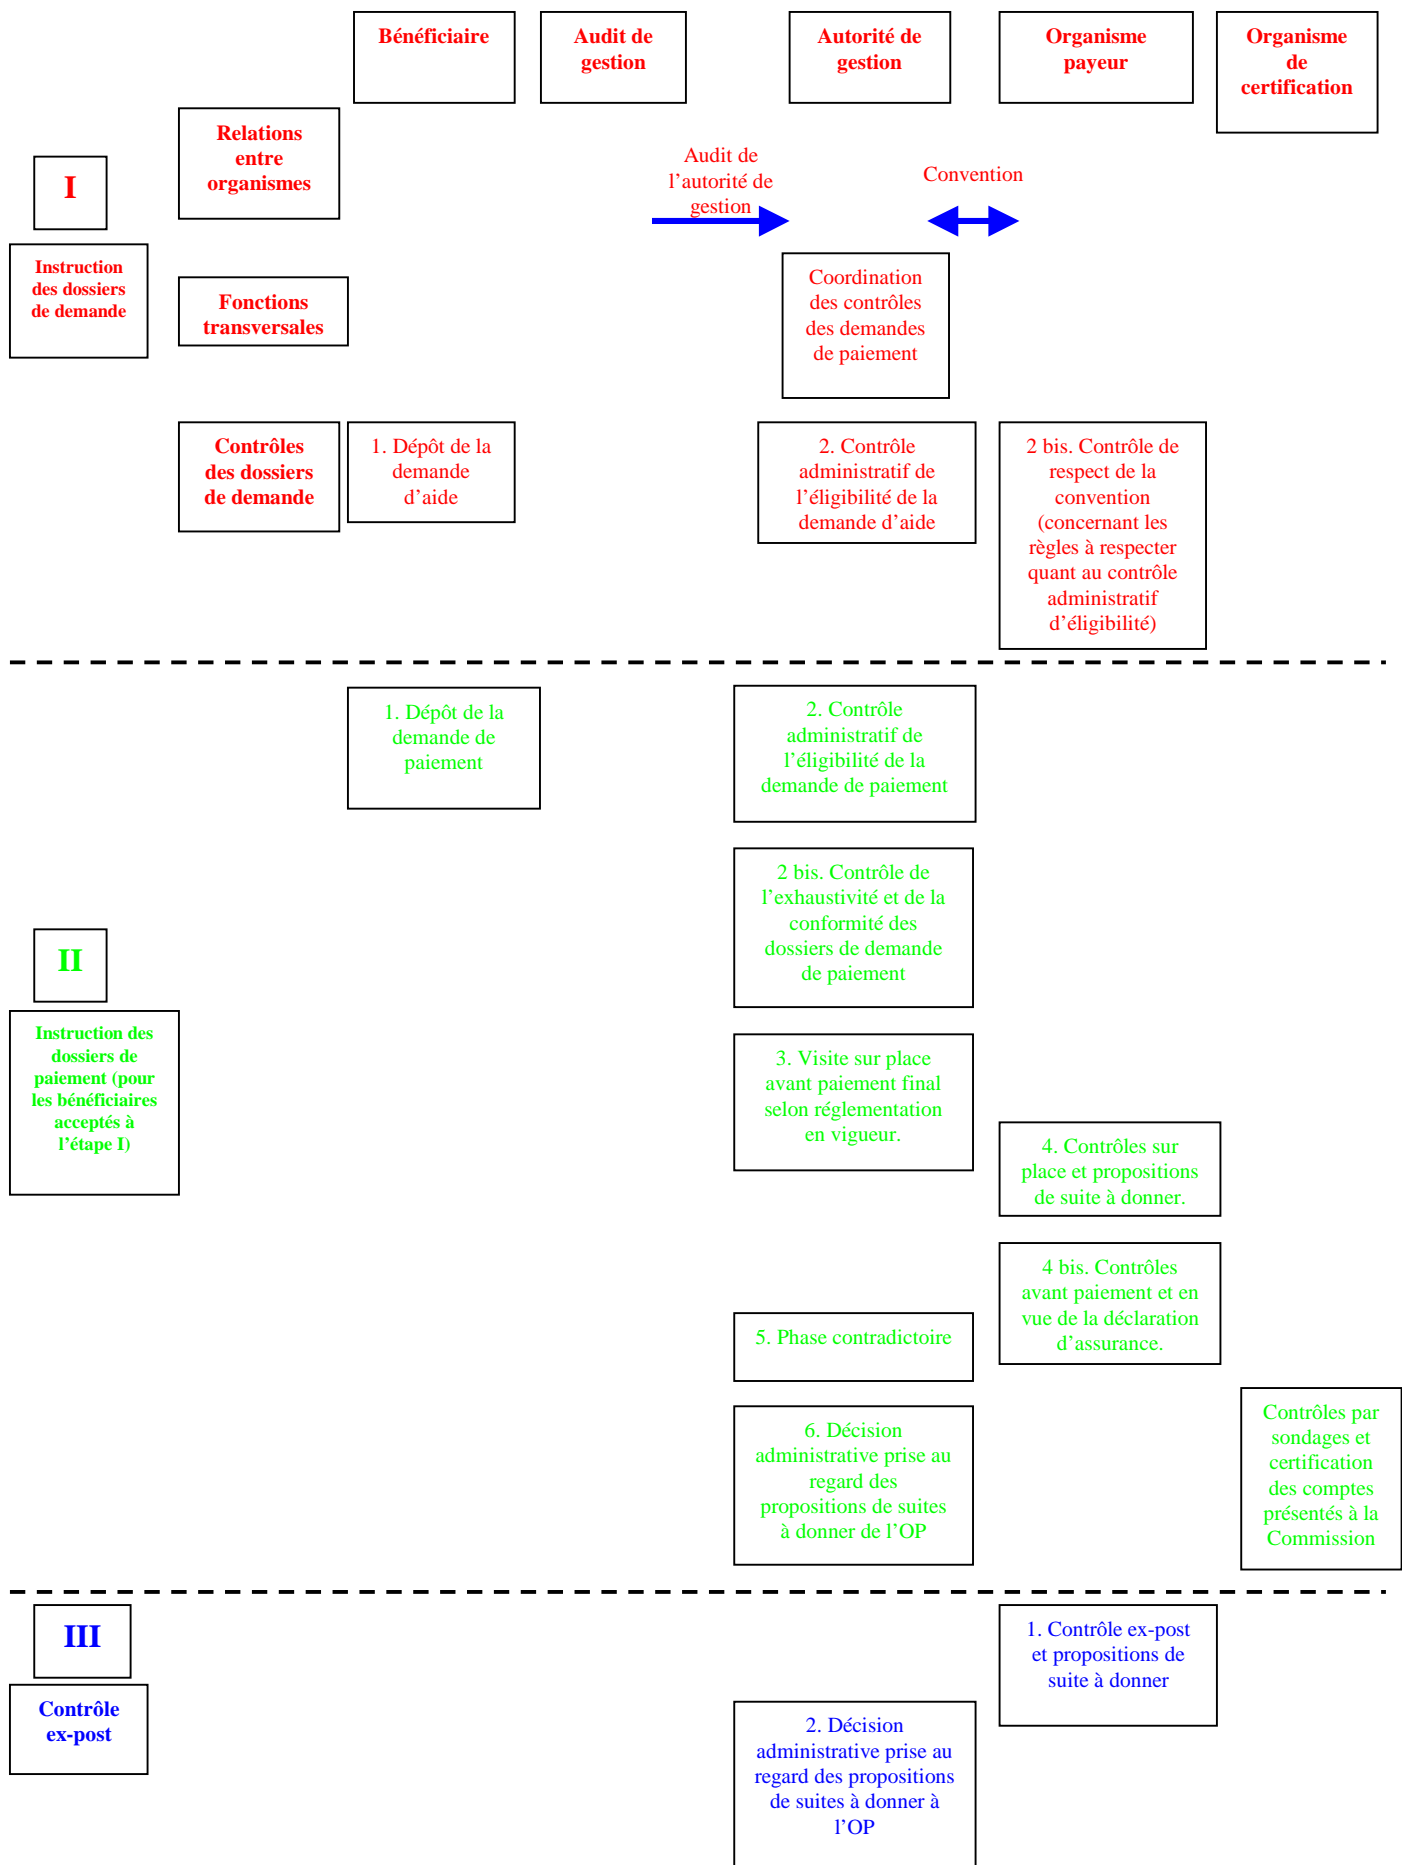 Bénéficiaire
Audit de
gestion
Autorité de
gestion
Organisme
payeur
Organisme
de
certification
Relations
entre
organismes
I
Audit de
l’autorité de
gestion
Convention
Instruction
des dossiers
de demande
Fonctions
transversales
Coordination
des contrôles
des demandes
de paiement
Contrôles
des dossiers
de demande
1. Dépôt de la
demande
d’aide
2. Contrôle
administratif de
l’éligibilité de la
demande d’aide
2 bis. Contrôle de
respect de la
convention
(concernant les
règles à respecter
quant au contrôle
administratif
d’éligibilité)
1. Dépôt de la
demande de
paiement
2. Contrôle
administratif de
l’éligibilité de la
demande de paiement
2 bis. Contrôle de
l’exhaustivité et de la
conformité des
dossiers de demande
de paiement
II
Instruction des
dossiers de
paiement (pour
les bénéficiaires
acceptés à
l’étape I)
3. Visite sur place
avant paiement final
selon réglementation
en vigueur.
4. Contrôles sur
place et propositions
de suite à donner.
4 bis. Contrôles
avant paiement et en
vue de la déclaration
d’assurance.
5. Phase contradictoire
6. Décision
administrative prise au
regard des
propositions de suites
à donner de l’OP
Contrôles par
sondages et
certification
des comptes
présentés à la
Commission
III
Contrôle
ex-post
1. Contrôle ex-post
et propositions de
suite à donner
2. Décision
administrative prise au
regard des propositions
de suites à donner à
l’OP